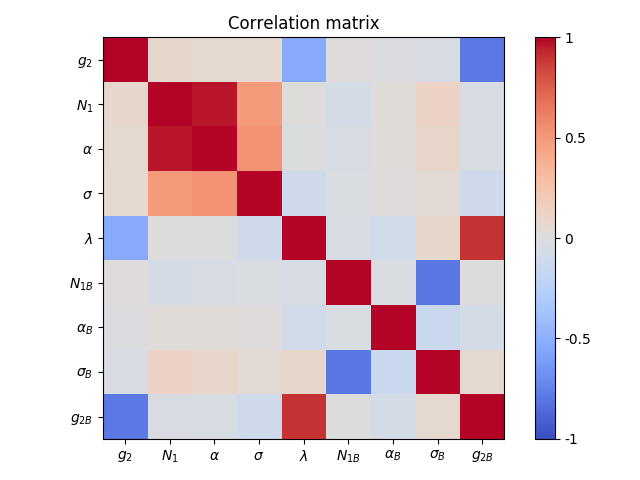 Correlation matrix
g₂
N₁
α
σ
λ
N₁B
αB
σB
g₂B
g₂ N₁ α σ λ N₁B αB σB g₂B
1
0.5
0
-0.5
-1